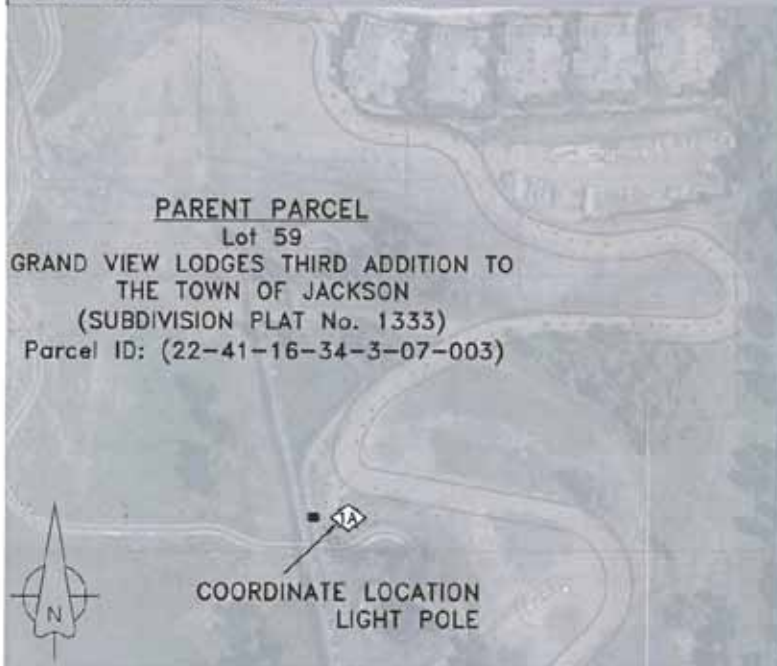 PARENT PARCEL
Lot 59
GRAND VIEW LODGES THIRD ADDITION TO
THE TOWN OF JACKSON
(SUBDIVISION PLAT No. 1333)
Parcel ID: (22-41-16-34-3-07-003)
1A
COORDINATE LOCATION
LIGHT POLE
N